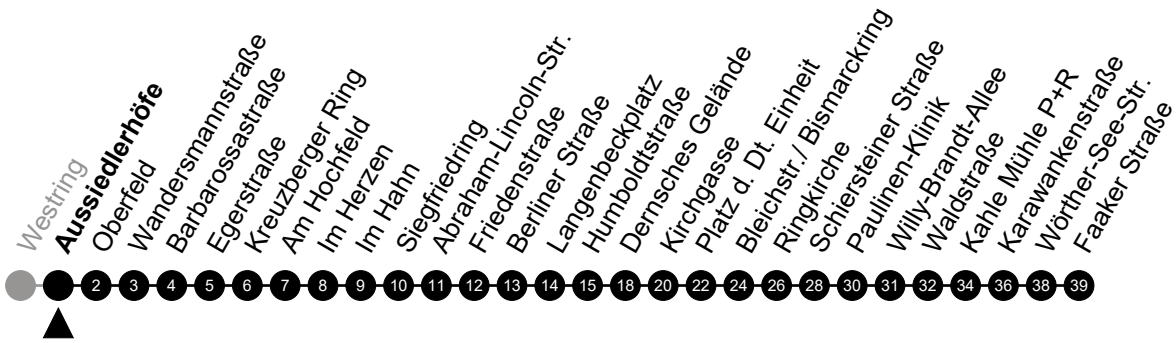 Westring
Aussiedlerhöfe
Oberfeld
Wandersmannstraße
Barbarossastraße
Egerstraße
Kreuzberger Ring
Am Hochfeld
Im Herzen
Im Hahn
Siegfriedring
Abraham-Lincoln-Str.
Friedenstraße
Berliner Straße
Langenbeckplatz
Humboldtstraße
Dernsches Gelände
Kirchgasse
Platz d. Dt. Einheit
Bleichstr./ Bismarckring
Ringkirche
Schiersteiner Straße
Paulinen-Klinik
Willy-Brandt-Allee
Waldstraße
Kahle Mühle P+R
Karawankenstraße
Wörther-See-Str.
Faaker Straße
2 3 4 5 6 7 8 9 10 11 12 13 14 15 18 20 22 24 26 28 30 31 32 34 36 38 39